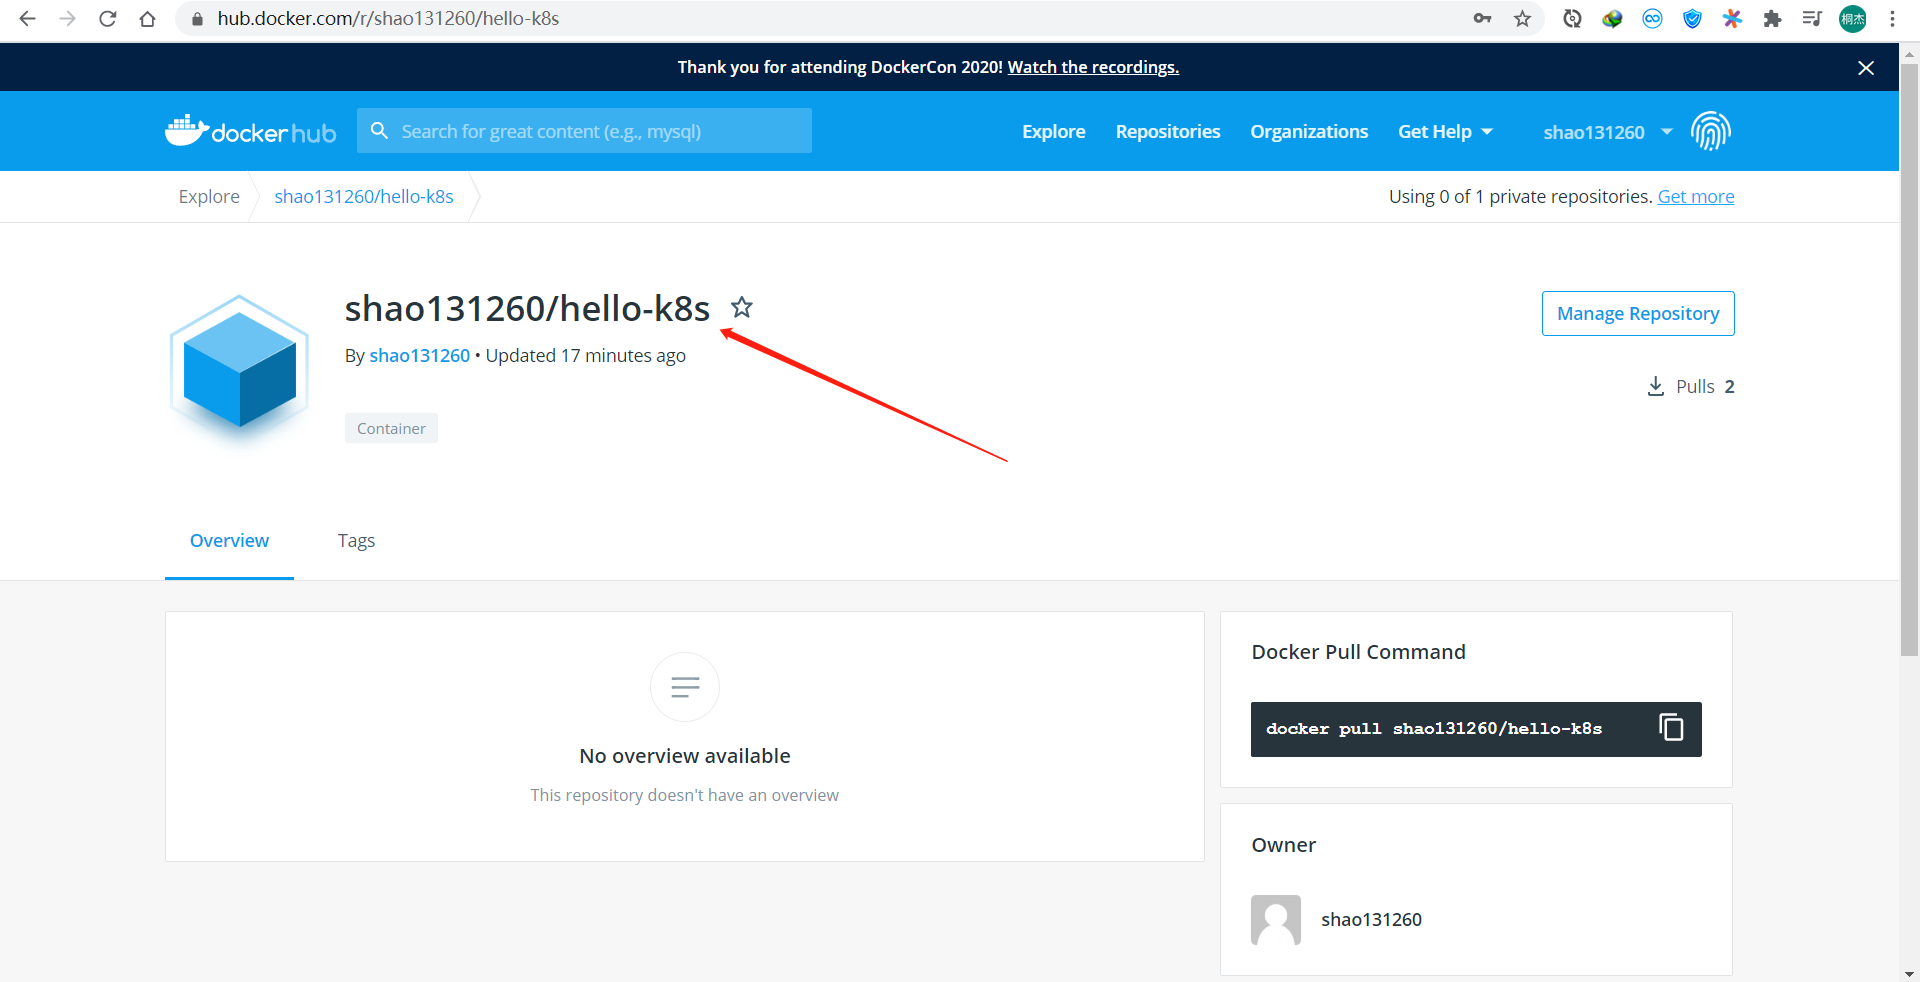 hub.docker.com/r/shao131260/hello-k8s
桐杰
Thank you for attending DockerCon 2020! Watch the recordings.
docker hub
Search for great content (e.g., mysql)
Explore
Repositories
Organizations
Get Help
shao131260
Explore
shao131260/hello-k8s
Using 0 of 1 private repositories. Get more
shao131260/hello-k8s
Manage Repository
By shao131260 • Updated 17 minutes ago
Pulls 2
Container
Overview
Tags
No overview available
This repository doesn't have an overview
Docker Pull Command
docker pull shao131260/hello-k8s
Owner
shao131260